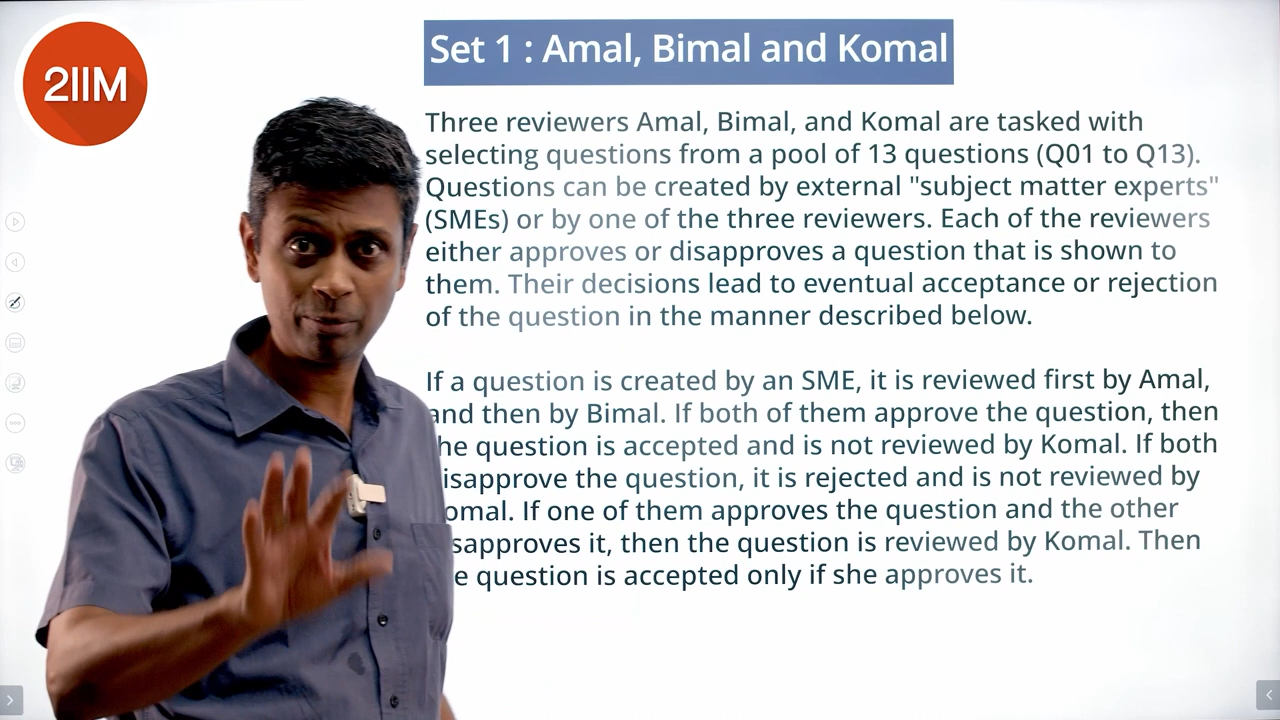 2IIM
Set 1 : Amal, Bimal and Komal
Three reviewers Amal, Bimal, and Komal are tasked with
selecting questions from a pool of 13 questions (Q01 to Q13).
Questions can be created by external "subject matter experts"
(SMEs) or by one of the three reviewers. Each of the reviewers
either approves or disapproves a question that is shown to
them. Their decisions lead to eventual acceptance or rejection
of the question in the manner described below.
If a question is created by an SME, it is reviewed first by Amal,
and then by Bimal. If both of them approve the question, then
he question is accepted and is not reviewed by Komal. If both
isapprove the question, it is rejected and is not reviewed by
omal. If one of them approves the question and the other
sapproves it, then the question is reviewed by Komal. Then
e question is accepted only if she approves it.